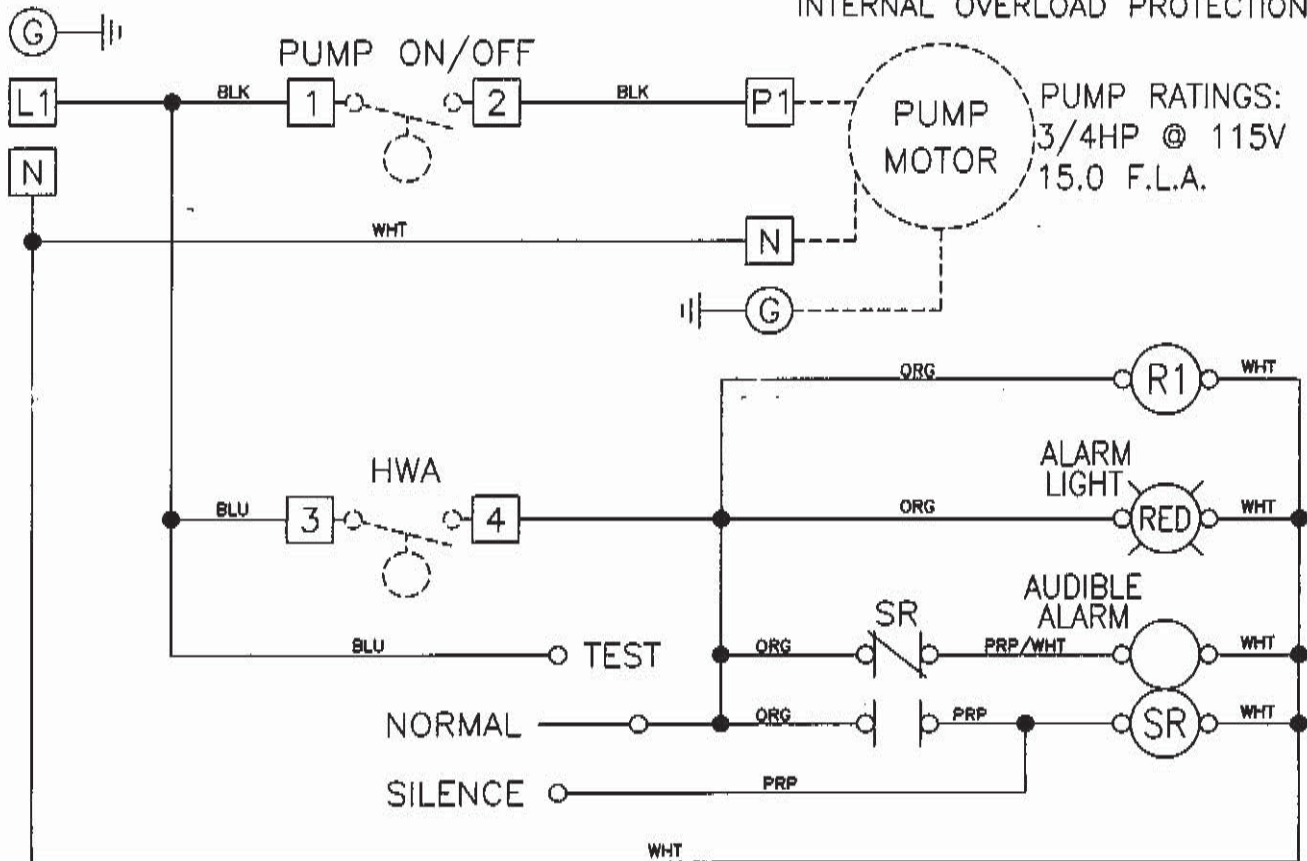 INTERNAL OVERLOAD PROTECTION
G
PUMP ON/OFF
L1
BLK
1
2
BLK
P1
PUMP
MOTOR
PUMP RATINGS:
3/4HP @ 115V
15.0 F.L.A.
N
WHT
N
G
ORG
R1
WHT
HWA
ALARM
LIGHT
BLU
3
4
ORG
RED
WHT
AUDIBLE
ALARM
SR
BLU
TEST
ORG
PRP/WHT
WHT
NORMAL
ORG
PRP
SR
WHT
SILENCE
PRP
WHT